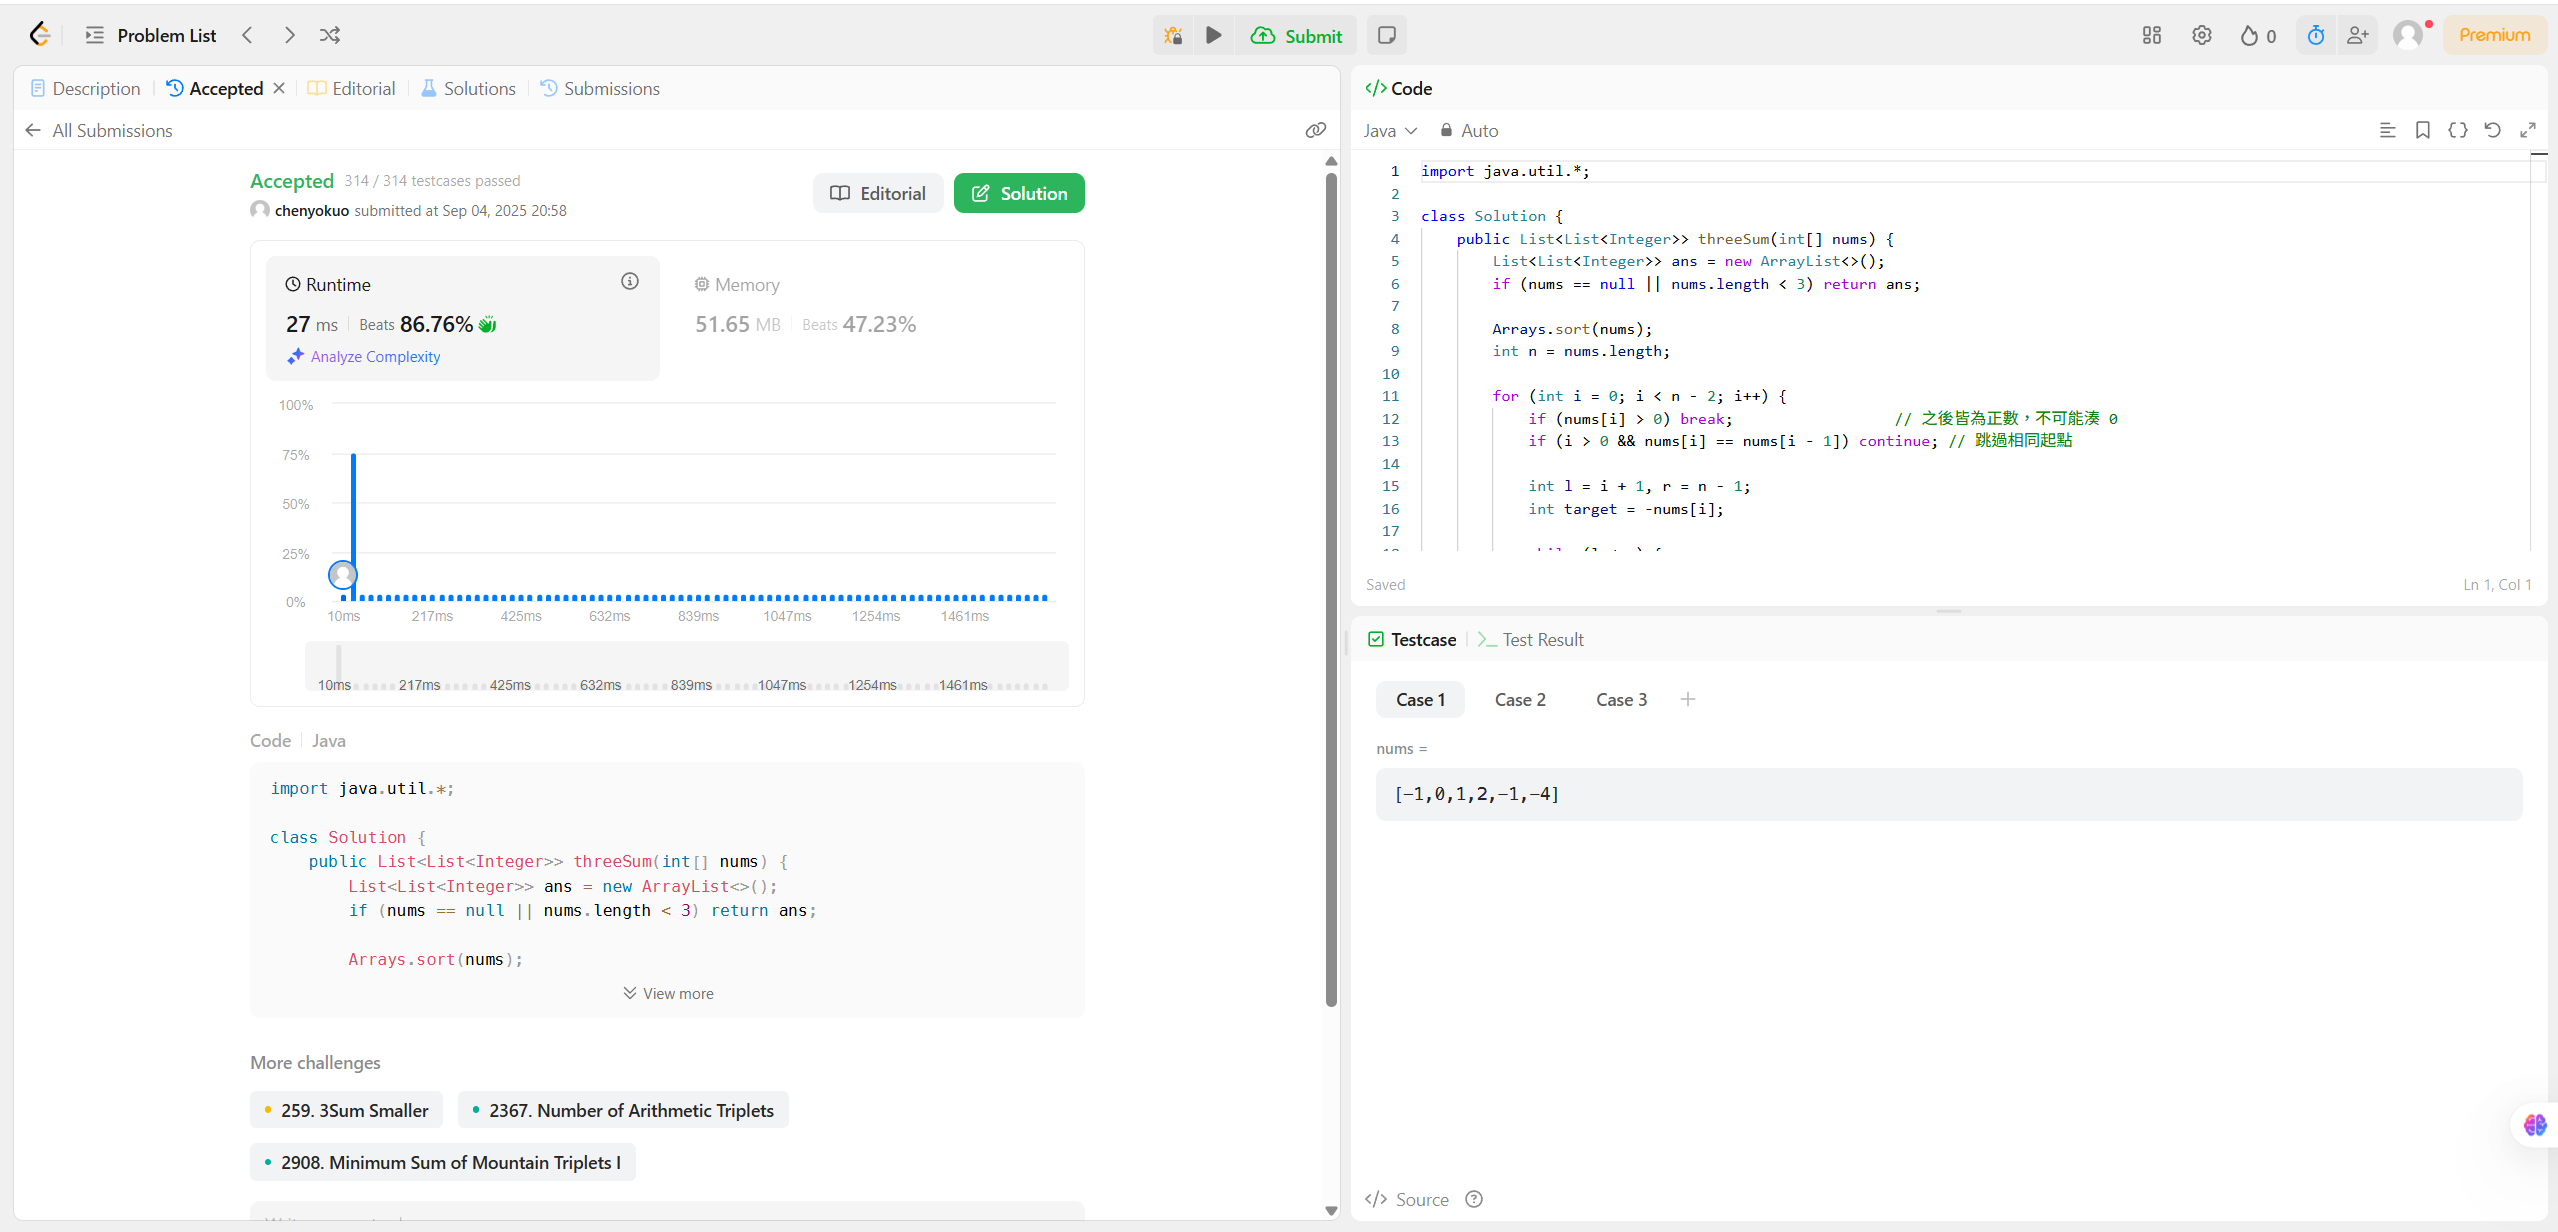 Problem List
Submit
0
Premium
Description
Accepted
Editorial
Solutions
Submissions
All Submissions
Accepted 314 / 314 testcases passed
chenyokuo submitted at Sep 04, 2025 20:58
Editorial
Solution
Runtime
27 ms Beats 86.76%
Analyze Complexity
Memory
51.65 MB Beats 47.23%
100%
75%
50%
25%
0%
10ms 217ms 425ms 632ms 839ms 1047ms 1254ms 1461ms
10ms 217ms 425ms 632ms 839ms 1047ms 1254ms 1461ms
Code Java
import java.util.*;
class Solution {
public List<List<Integer>> threeSum(int[] nums) {
List<List<Integer>> ans = new ArrayList<>();
if (nums == null || nums.length < 3) return ans;
Arrays.sort(nums);
View more
More challenges
259. 3Sum Smaller
2367. Number of Arithmetic Triplets
2908. Minimum Sum of Mountain Triplets I
</> Code
Java Auto
1 import java.util.*;
2
3 class Solution {
4 public List<List<Integer>> threeSum(int[] nums) {
5 List<List<Integer>> ans = new ArrayList<>();
6 if (nums == null || nums.length < 3) return ans;
7
8 Arrays.sort(nums);
9 int n = nums.length;
10
11 for (int i = 0; i < n - 2; i++) {
12 if (nums[i] > 0) break; // 之後皆為正數，不可能湊 0
13 if (i > 0 && nums[i] == nums[i - 1]) continue; // 跳過相同起點
14
15 int l = i + 1, r = n - 1;
16 int target = -nums[i];
17
Saved
Ln 1, Col 1
Testcase
Test Result
Case 1
Case 2
Case 3
nums =
[-1,0,1,2,-1,-4]
</> Source